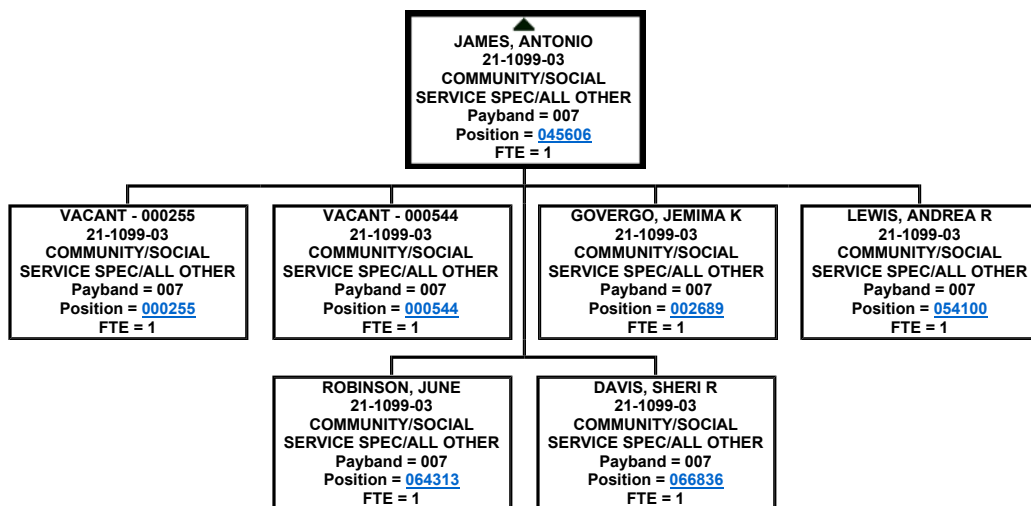 JAMES, ANTONIO
21-1099-03
COMMUNITY/SOCIAL
SERVICE SPEC/ALL OTHER
Payband = 007
Position = 045606
FTE = 1
VACANT - 000255
21-1099-03
COMMUNITY/SOCIAL
SERVICE SPEC/ALL OTHER
Payband = 007
Position = 000255
FTE = 1
VACANT - 000544
21-1099-03
COMMUNITY/SOCIAL
SERVICE SPEC/ALL OTHER
Payband = 007
Position = 000544
FTE = 1
GOVERGO, JEMIMA K
21-1099-03
COMMUNITY/SOCIAL
SERVICE SPEC/ALL OTHER
Payband = 007
Position = 002689
FTE = 1
LEWIS, ANDREA R
21-1099-03
COMMUNITY/SOCIAL
SERVICE SPEC/ALL OTHER
Payband = 007
Position = 054100
FTE = 1
ROBINSON, JUNE
21-1099-03
COMMUNITY/SOCIAL
SERVICE SPEC/ALL OTHER
Payband = 007
Position = 064313
FTE = 1
DAVIS, SHERI R
21-1099-03
COMMUNITY/SOCIAL
SERVICE SPEC/ALL OTHER
Payband = 007
Position = 066836
FTE = 1